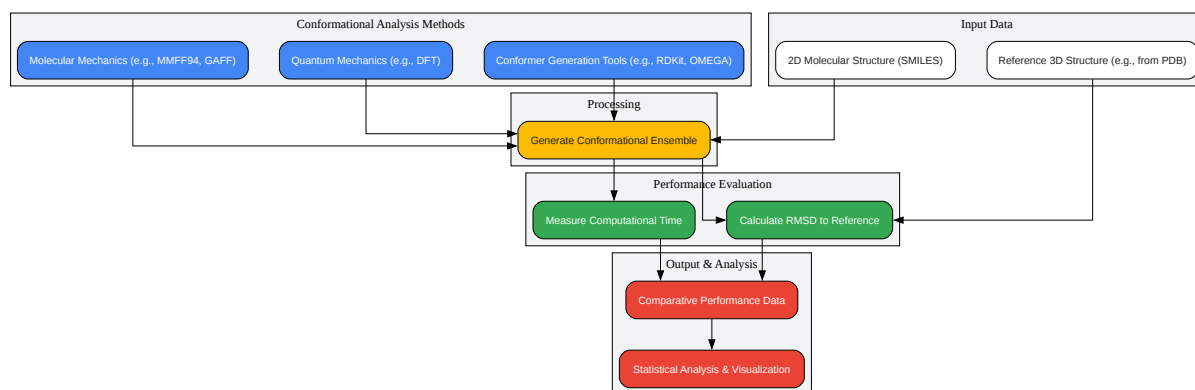 Conformational Analysis Methods
Input Data
Molecular Mechanics (e.g., MMFF94, GAFF)
Quantum Mechanics (e.g., DFT)
Conformer Generation Tools (e.g., RDKit, OMEGA)
2D Molecular Structure (SMILES)
Reference 3D Structure (e.g., from PDB)
Processing
Generate Conformational Ensemble
Performance Evaluation
Measure Computational Time
Calculate RMSD to Reference
Output & Analysis
Comparative Performance Data
Statistical Analysis & Visualization